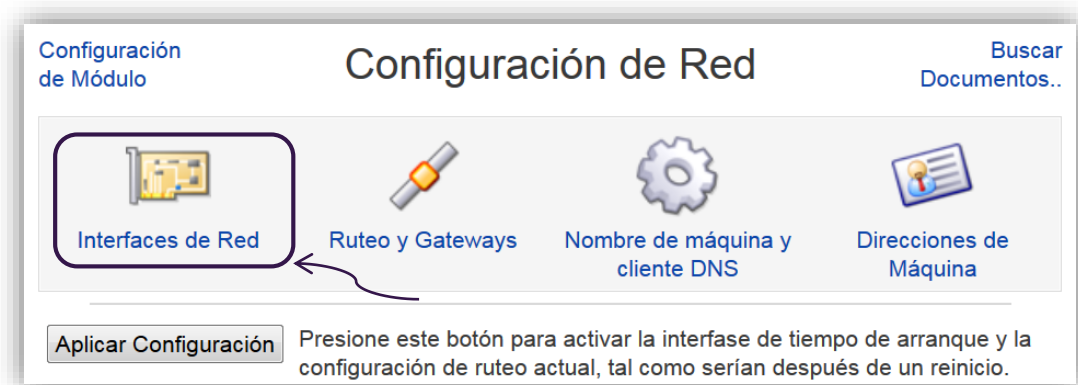 Configuración
de Módulo
Configuración de Red
Buscar
Documentos..
Interfaces de Red
Ruteo y Gateways
Nombre de máquina y
cliente DNS
Direcciones de
Máquina
Aplicar Configuración
Presione este botón para activar la interfase de tiempo de arranque y la
configuración de ruteo actual, tal como serían después de un reinicio.